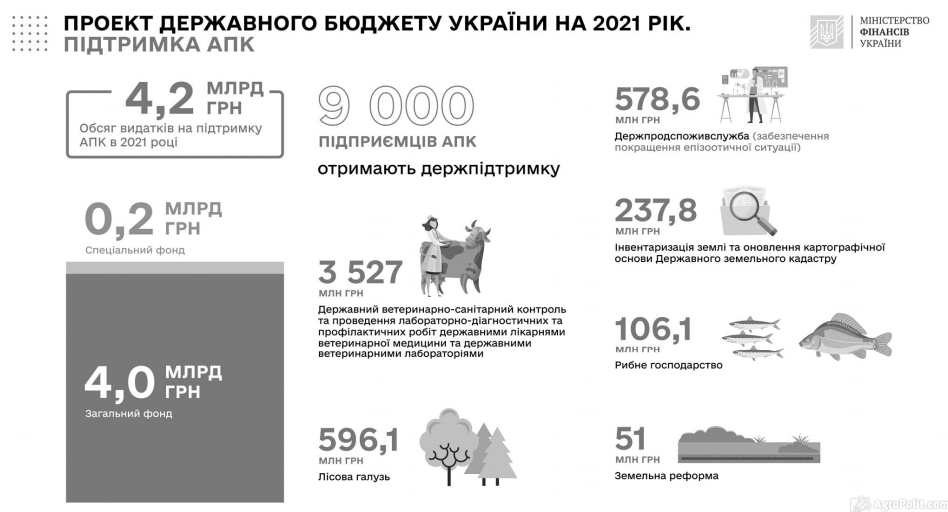 ПРОЕКТ ДЕРЖАВНОГО БЮДЖЕТУ УКРАЇНИ НА 2021 РІК.
ПІДТРИМКА АПК
МІНІСТЕРСТВО
ФІНАНСІВ
УКРАЇНИ
4,2 МЛРД
ГРН
Обсяг видатків на підтримку
АПК в 2021 році
0,2 МЛРД
ГРН
Спеціальний фонд
4,0 МЛРД
ГРН
Загальний фонд
9 000
ПІДПРИЄМЦІВ АПК
отримають держпідтримку
3 527
МЛН ГРН
Державний ветеринарно-санітарний контроль
та проведення лабораторно-діагностичних та
профілактичних робіт державними лікарнями
ветеринарної медицини та державними
ветеринарними лабораторіями
596,1
МЛН ГРН
Лісова галузь
578,6
МЛН ГРН
Держпродспоживслужба (забезпечення
покращення епізоотичної ситуації)
237,8
МЛН ГРН
Інвентаризація землі та оновлення картографічної
основи Державного земельного кадастру
106,1
МЛН ГРН
Рибне господарство
51
МЛН ГРН
Земельна реформа
AgroPolit.com